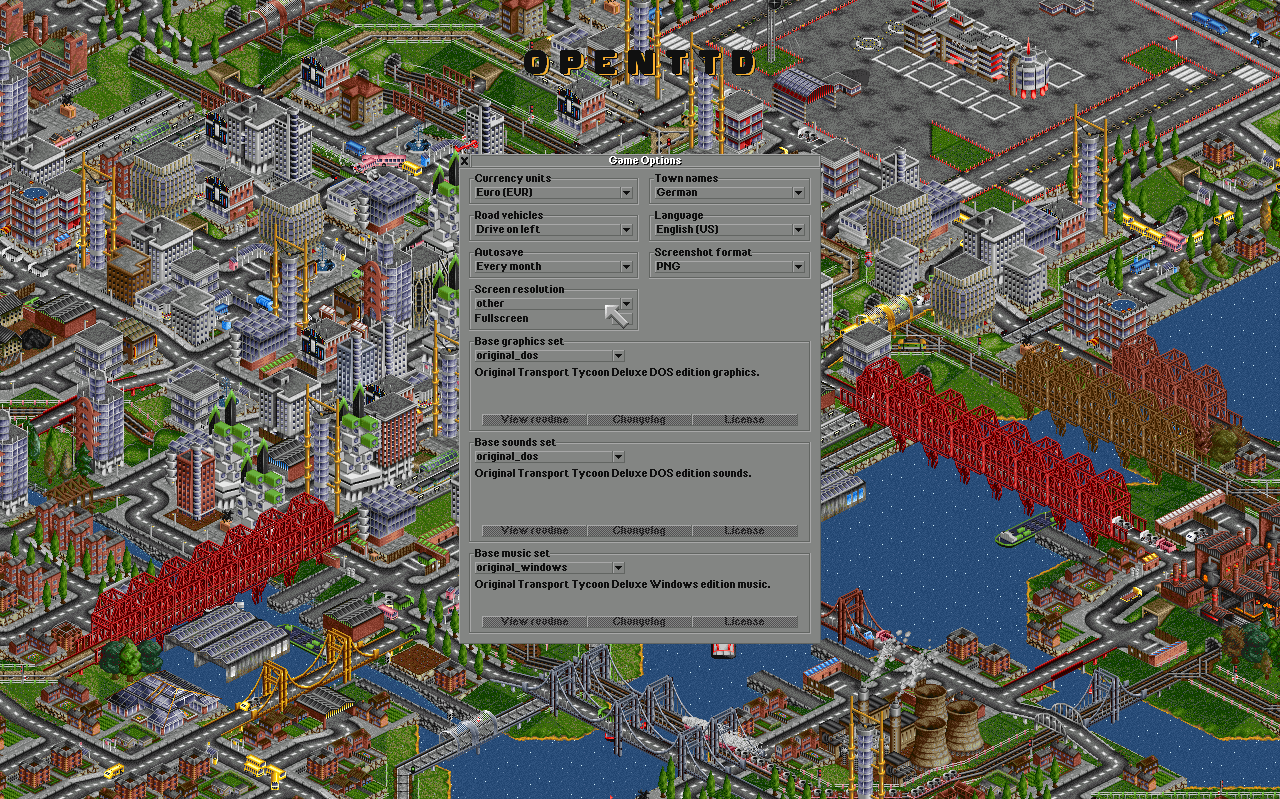 OPENTTD
X Game Options
Currency units Town names
Euro (EUR) German
Road vehicles Language
Drive on left English (US)
Autosave Screenshot format
Every month PNG
Screen resolution
other
Fullscreen
Base graphics set
original_dos
Original Transport Tycoon Deluxe DOS edition graphics.
View readme Changelog License
Base sounds set
original_dos
Original Transport Tycoon Deluxe DOS edition sounds.
View readme Changelog License
Base music set
original_windows
Original Transport Tycoon Deluxe Windows edition music.
View readme Changelog License